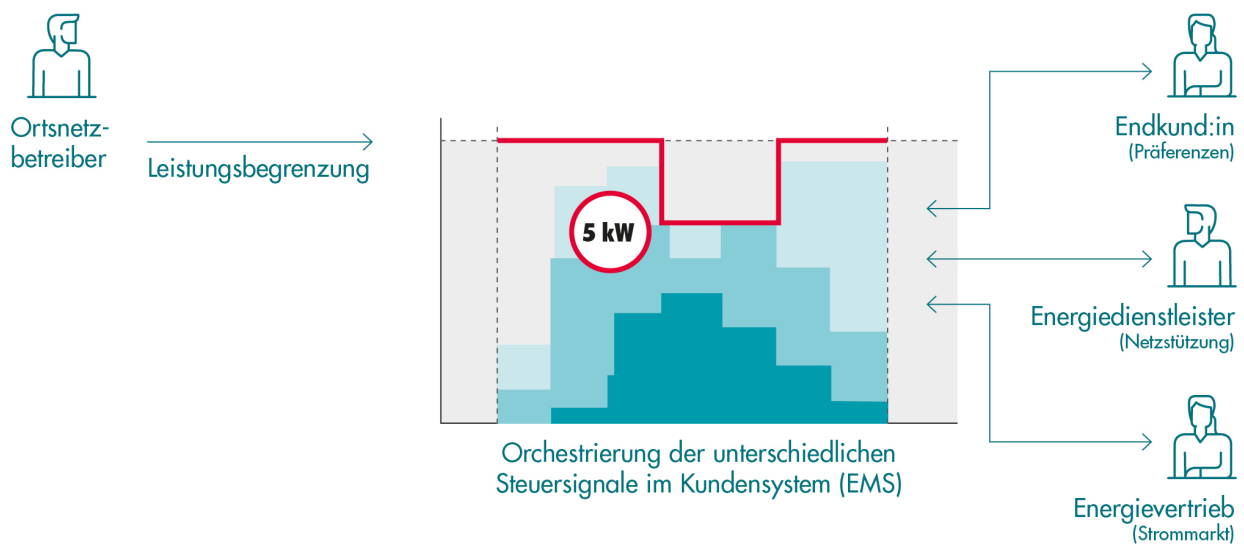 Ortsnetz-
betreiber
Leistungsbegrenzung
5 kW
Orchestrierung der unterschiedlichen
Steuersignale im Kundensystem (EMS)
Endkund:in
(Präferenzen)
Energiedienstleister
(Netzstützung)
Energievertrieb
(Strommarkt)